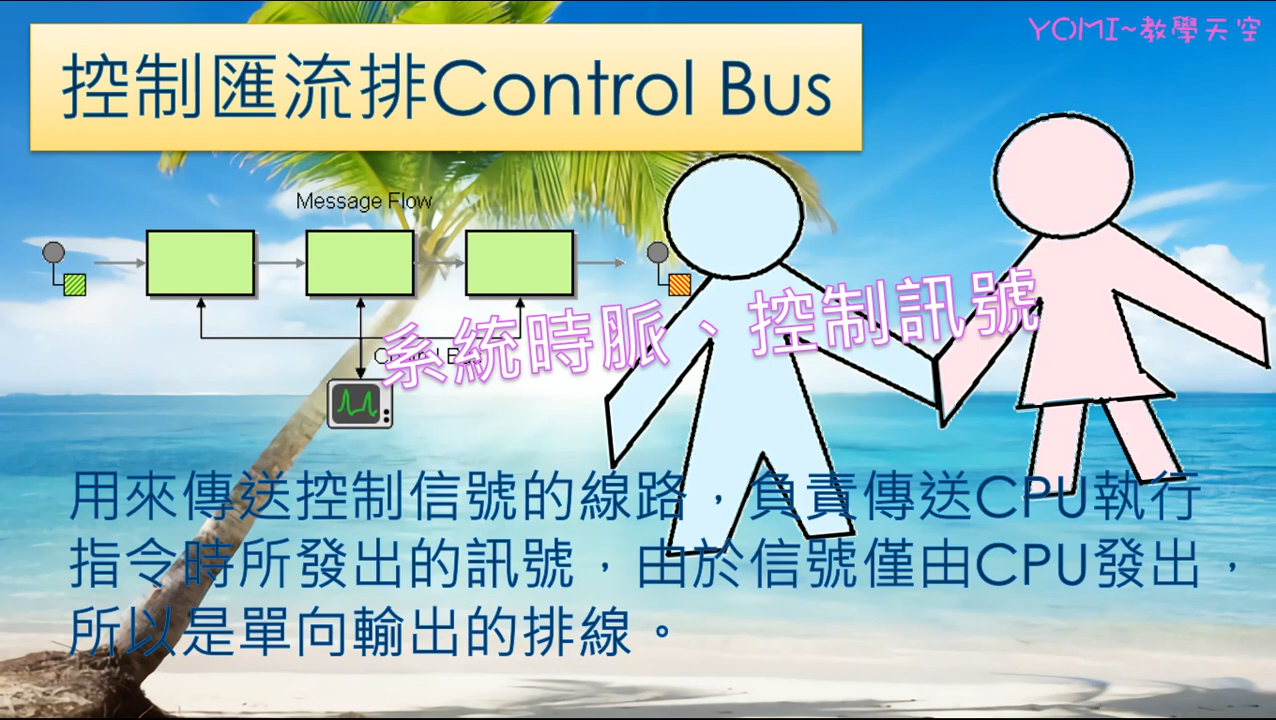 YOMI~教學天空
控制匯流排Control Bus
Message Flow
系統時脈、控制訊號
Control Bus
用來傳送控制信號的線路，負責傳送CPU執行
指令時所發出的訊號，由於信號僅由CPU發出，
所以是單向輸出的排線。